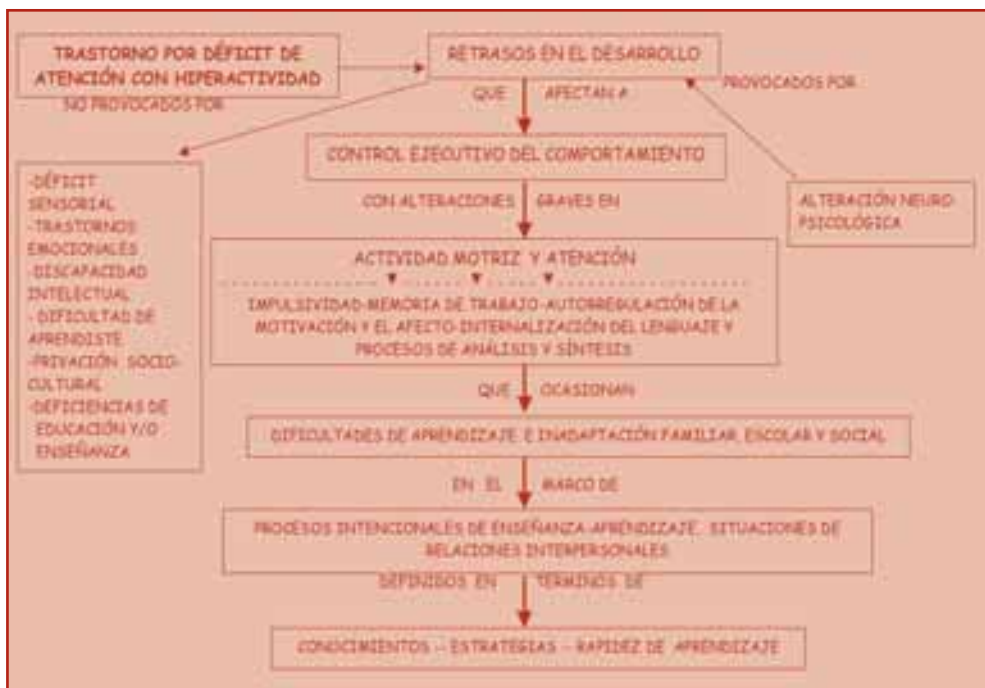 TRASTORNO POR DÉFICIT DE
ATENCIÓN CON HIPERACTIVIDAD
RETRASOS EN EL DESARROLLO
NO PROVOCADOS POR
QUE AFECTAN A
PROVOCADOS POR
CONTROL EJECUTIVO DEL COMPORTAMIENTO
-DÉFICIT
SENSORIAL
-TRASTORNOS
EMOCIONALES
-DISCAPACIDAD
INTELECTUAL
- DIFICULTAD DE
APRENDISTE
-PRIVACIÓN SOCIO-
CULTURAL
-DEFICIENCIAS DE
EDUCACIÓN Y/O
ENSEÑANZA
CON ALTERACIONES GRAVES EN
ALTERACIÓN NEURO
PSICOLÓGICA
ACTIVIDAD MOTRIZ Y ATENCIÓN
IMPULSIVIDAD-MEMORIA DE TRABAJO-AUTORREGULACIÓN DE LA
MOTIVACIÓN Y EL AFECTO-INTERNALIZACIÓN DEL LENGUAJE Y
PROCESOS DE ANÁLISIS Y SÍNTESIS
QUE OCASIONAN
DIFICULTADES DE APRENDIZAJE E INADAPTACIÓN FAMILIAR, ESCOLAR Y SOCIAL
EN EL MARCO DE
PROCESOS INTENCIONALES DE ENSEÑANZA-APRENDIZAJE. SITUACIONES DE
RELACIONES INTERPERSONALES
DEFINIDOS EN TÉRMINOS DE
CONOCIMIENTOS – ESTRATEGIAS – RAPIDEZ DE APRENDIZAJE